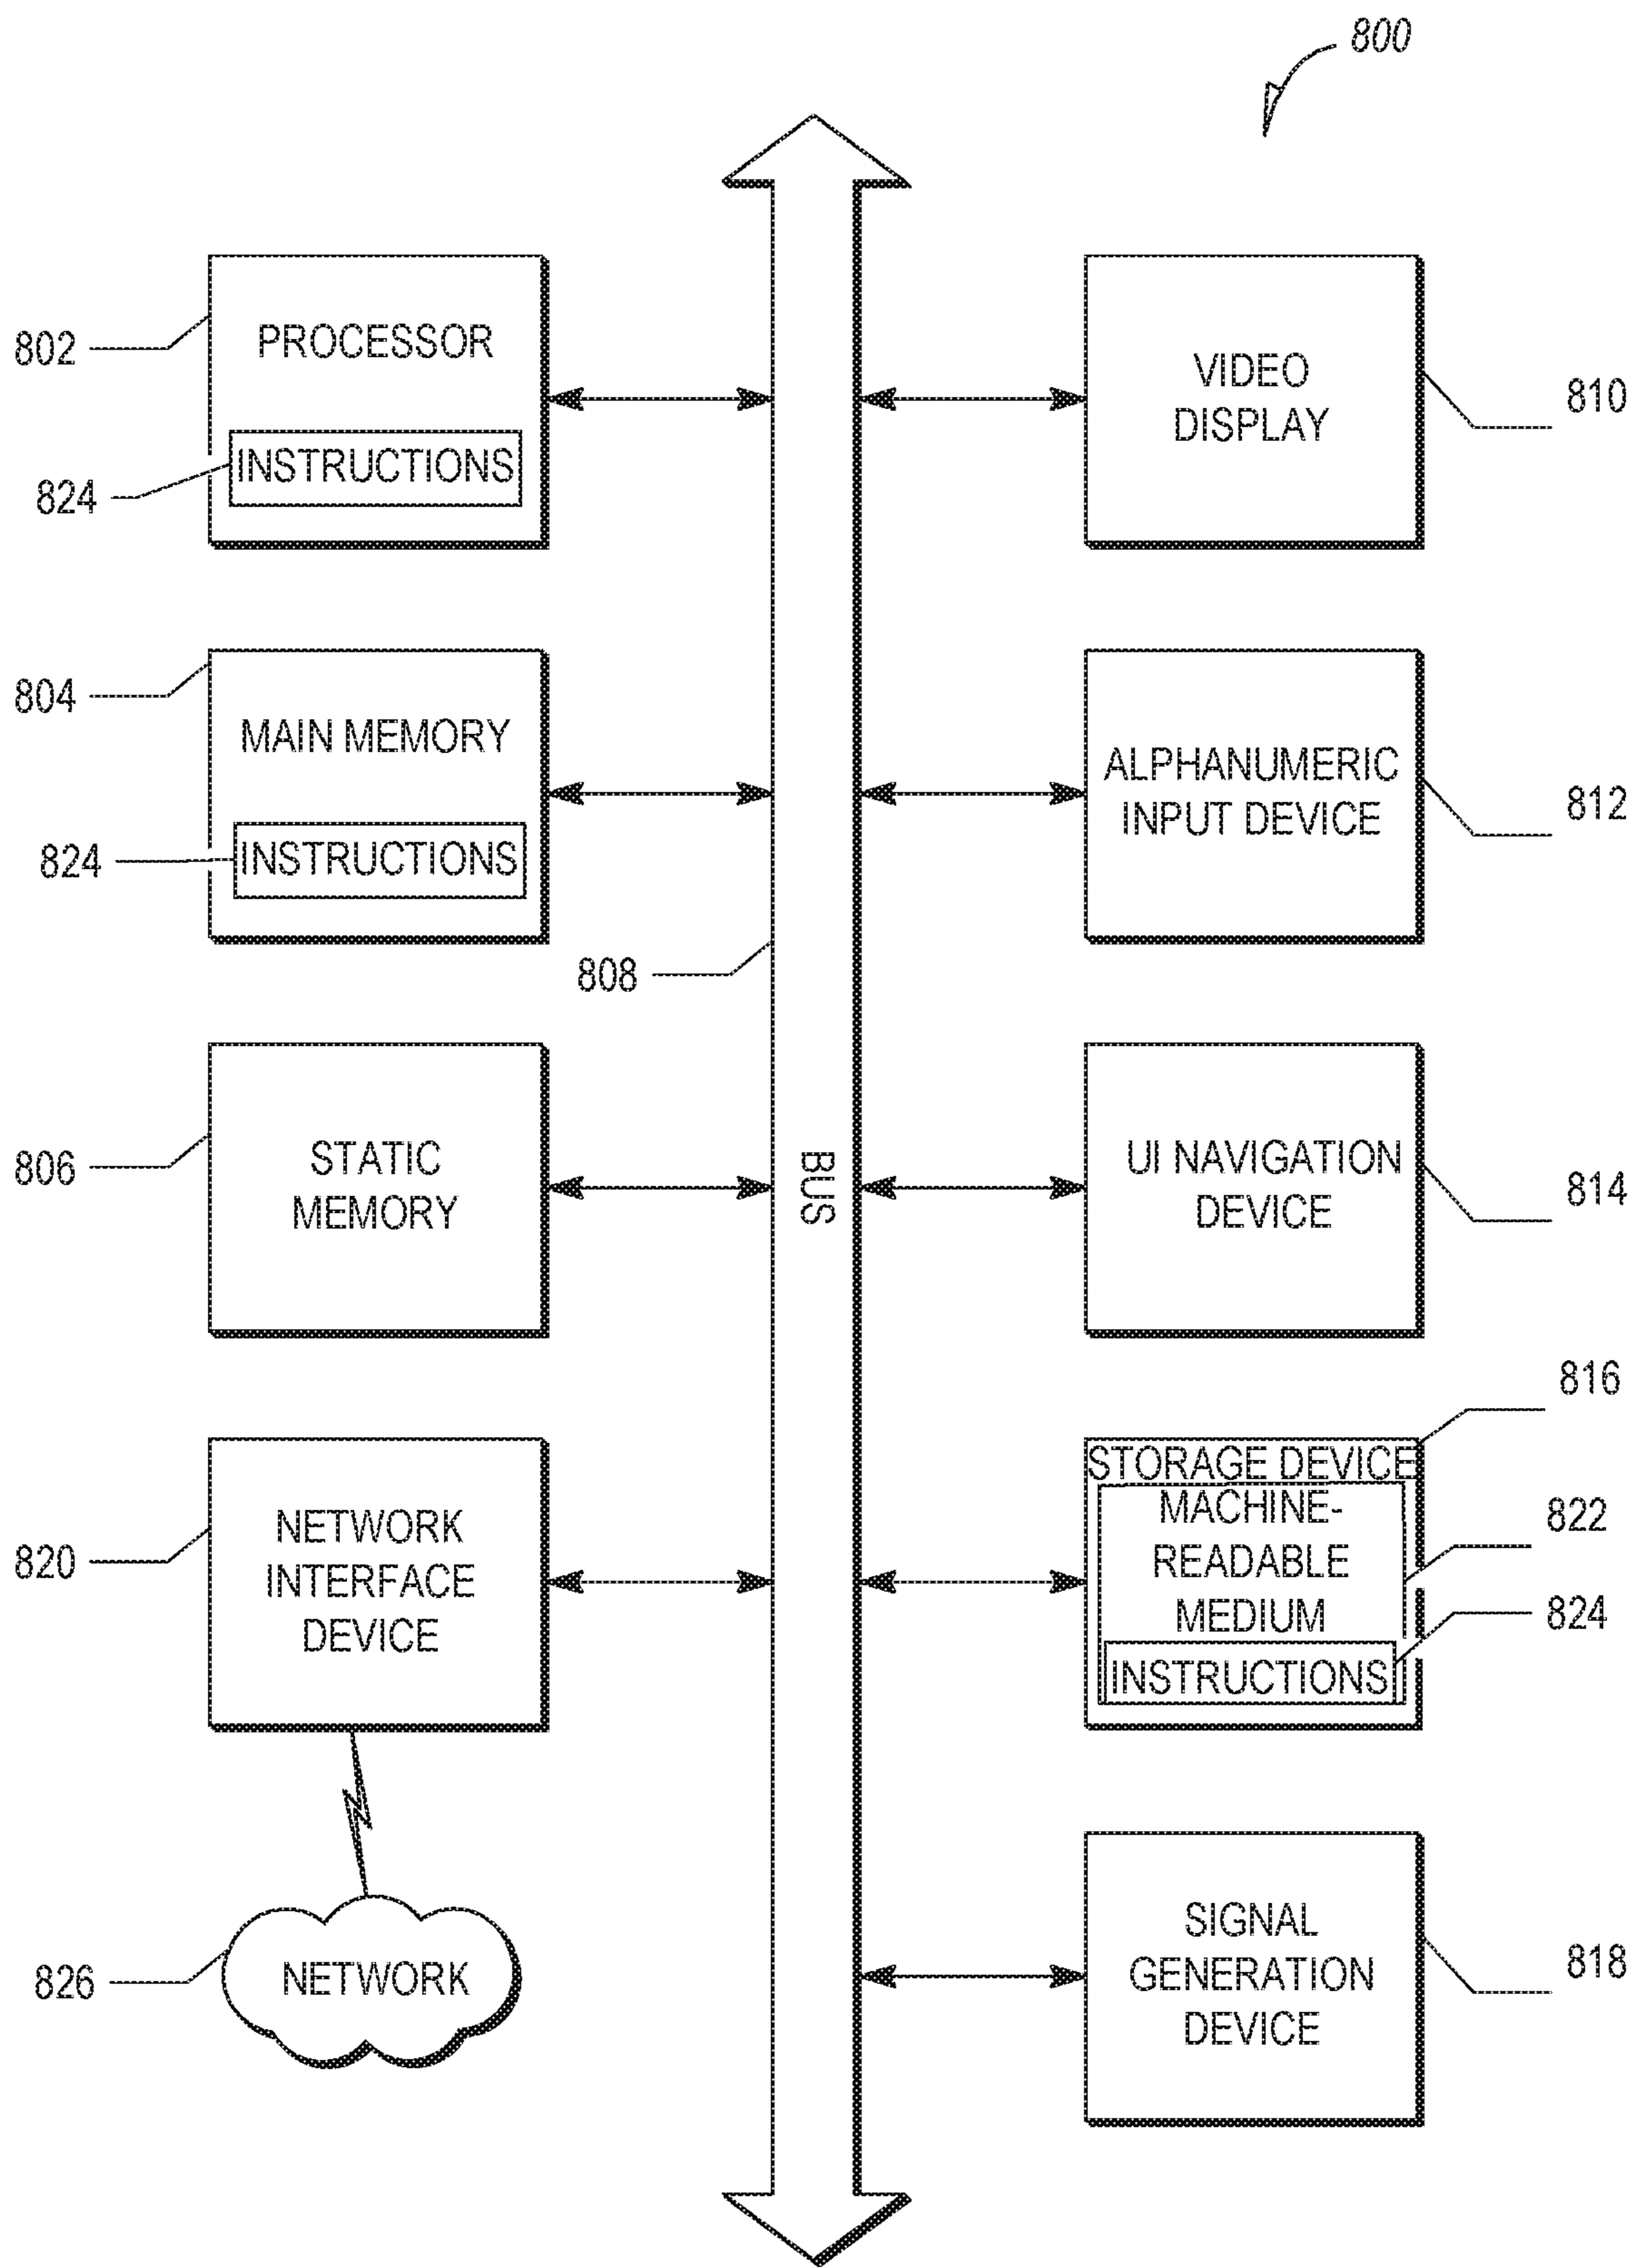 800
802
PROCESSOR
824
INSTRUCTIONS
VIDEO
DISPLAY
810
804
MAIN MEMORY
824
INSTRUCTIONS
ALPHANUMERIC
INPUT DEVICE
812
808
806
STATIC
MEMORY
BUS
UI NAVIGATION
DEVICE
814
820
NETWORK
INTERFACE
DEVICE
816
STORAGE DEVICE
MACHINE-
READABLE
MEDIUM
822
824
INSTRUCTIONS
826
NETWORK
SIGNAL
GENERATION
DEVICE
818